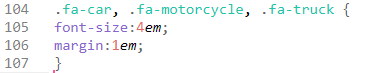 104 .fa-car, .fa-motorcycle, .fa-truck {
105 font-size:4em;
106 margin:1em;
107 }